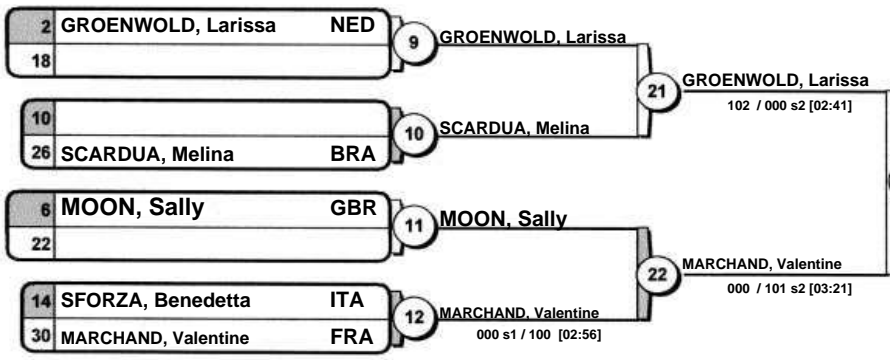 2 GROENWOLD, Larissa NED
18
9
GROENWOLD, Larissa
10
26 SCARDUA, Melina BRA
10
SCARDUA, Melina
21
GROENWOLD, Larissa
102 / 000 s2 [02:41]
6 MOON, Sally GBR
22
11
MOON, Sally
14 SFORZA, Benedetta ITA
30 MARCHAND, Valentine FRA
12
MARCHAND, Valentine
000 s1 / 100 [02:56]
22
MARCHAND, Valentine
000 / 101 s2 [03:21]